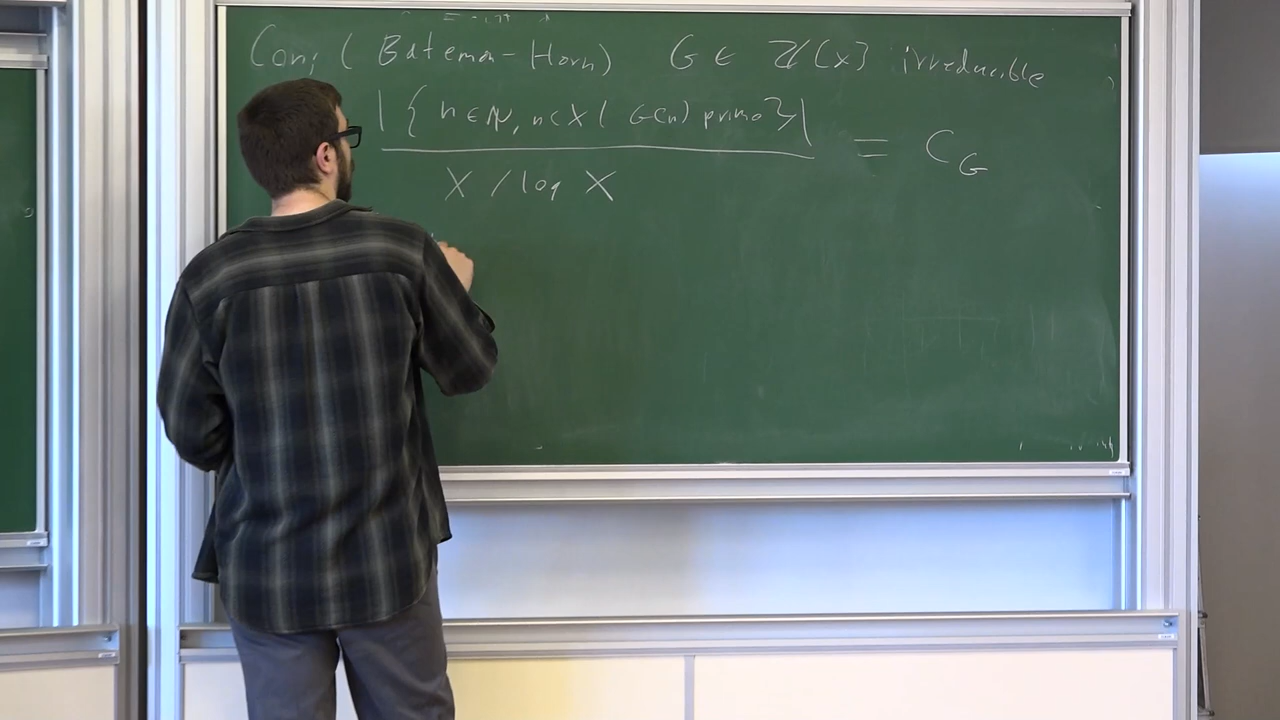 Conj ( Bateman-Horn) G ∈ ℤ[x] irreducible
|{ n ∈ ℕ, n<X ( G(n) prime }| = C_G
X / log X